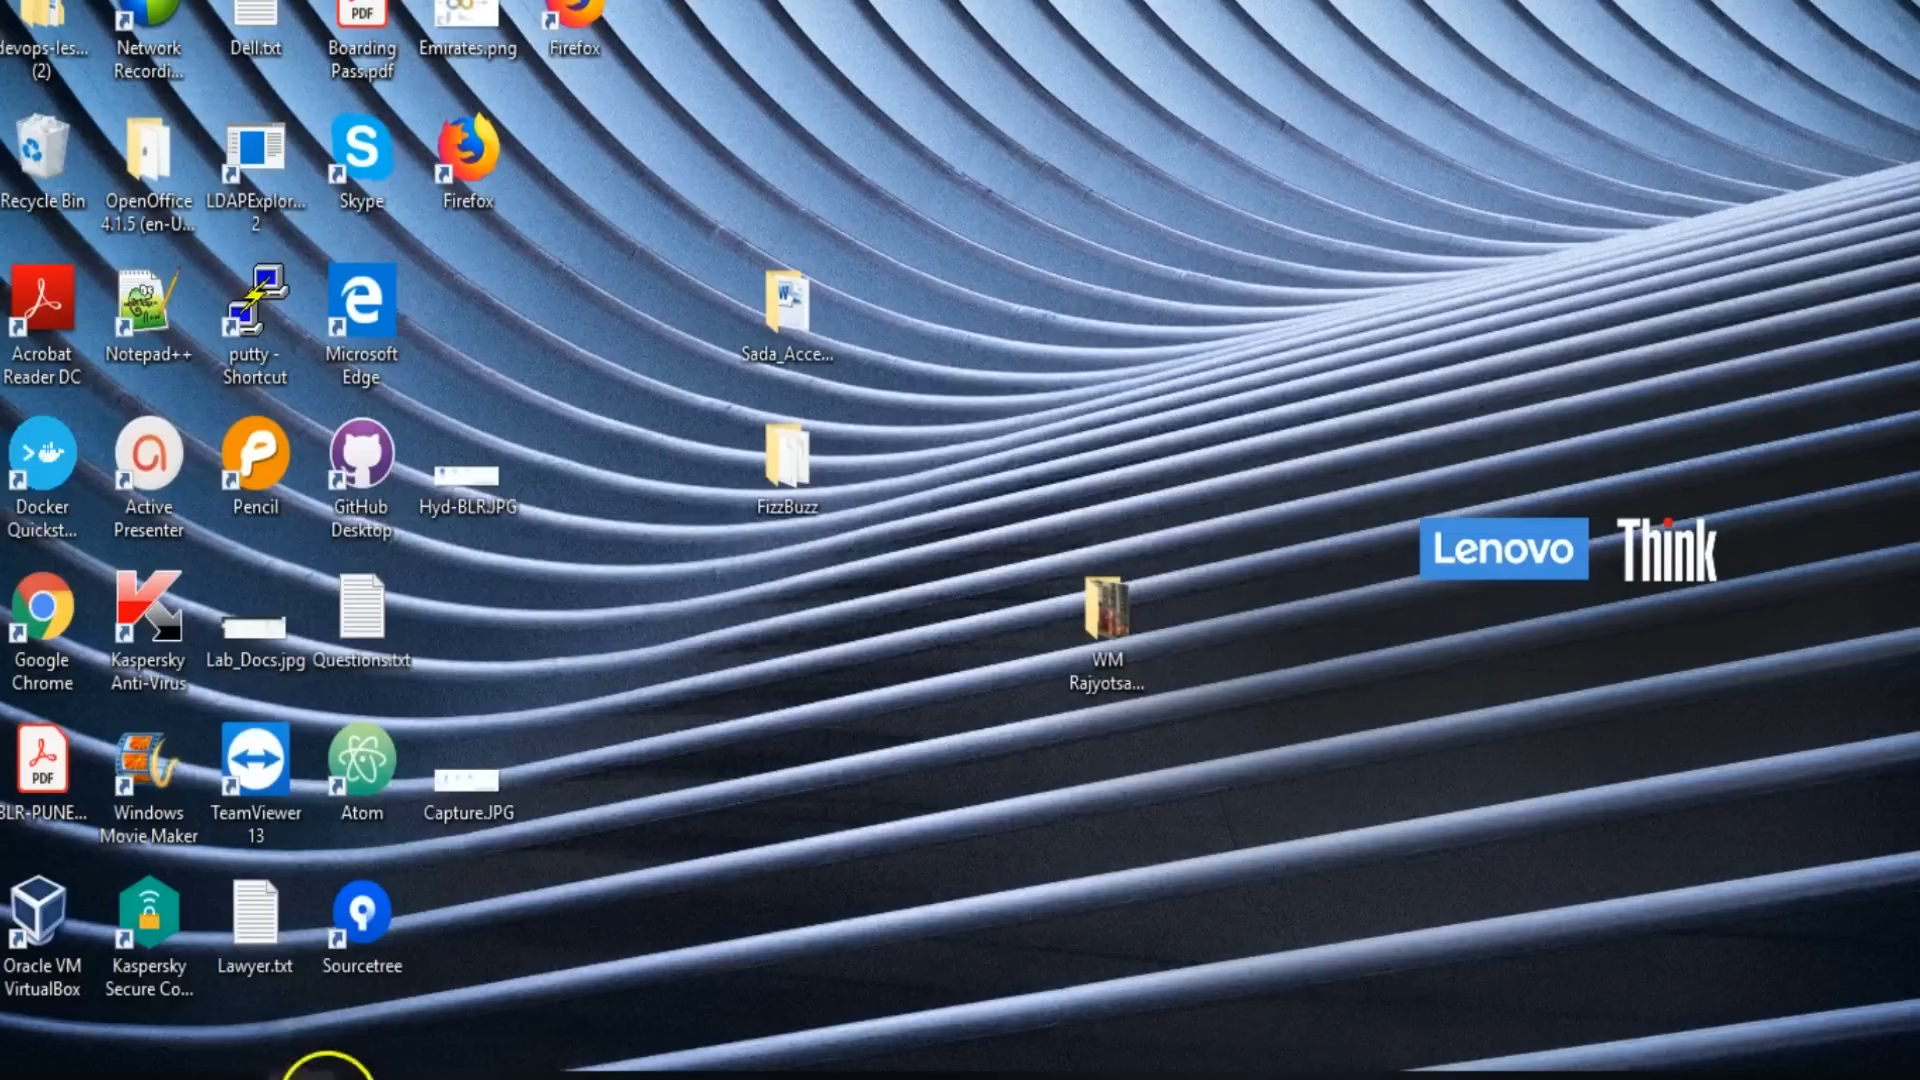 devops-les...
(2)
Network
Recordi...
Dell.txt
PDF
Boarding
Pass.pdf
Emirates.png
Firefox
Recycle Bin
OpenOffice
4.1.5 (en-U...
LDAPExplor...
2
S
Skype
Firefox
Acrobat
Reader DC
Notepad++
putty -
Shortcut
Microsoft
Edge
W
Sada_Acce...
Docker
Quickst...
Active
Presenter
Pencil
GitHub
Desktop
Hyd-BLR.JPG
FizzBuzz
Lenovo
Think
Google
Chrome
Kaspersky
Anti-Virus
Lab_Docs.jpg
Questions.txt
WM
Rajyotsa...
PDF
BLR-PUNE...
Windows
Movie Maker
TeamViewer
13
Atom
Capture.JPG
Oracle VM
VirtualBox
Kaspersky
Secure Co...
Lawyer.txt
Sourcetree